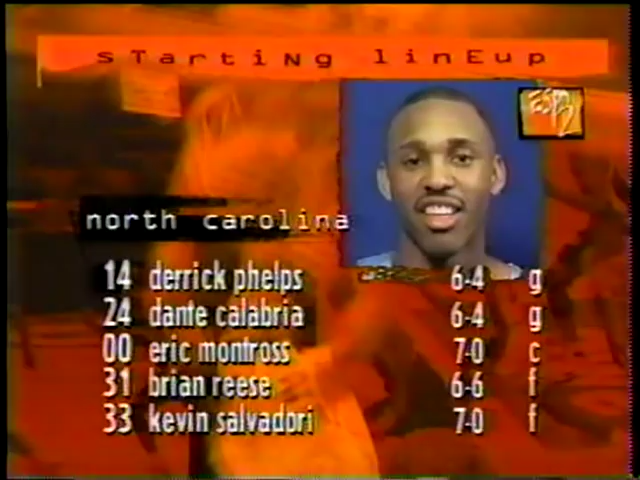 sTartiNg linEup
ESPN2
north carolina
14 derrick phelps 6-4 g
24 dante calabria 6-4 g
00 eric montross 7-0 c
31 brian reese 6-6 f
33 kevin salvadori 7-0 f